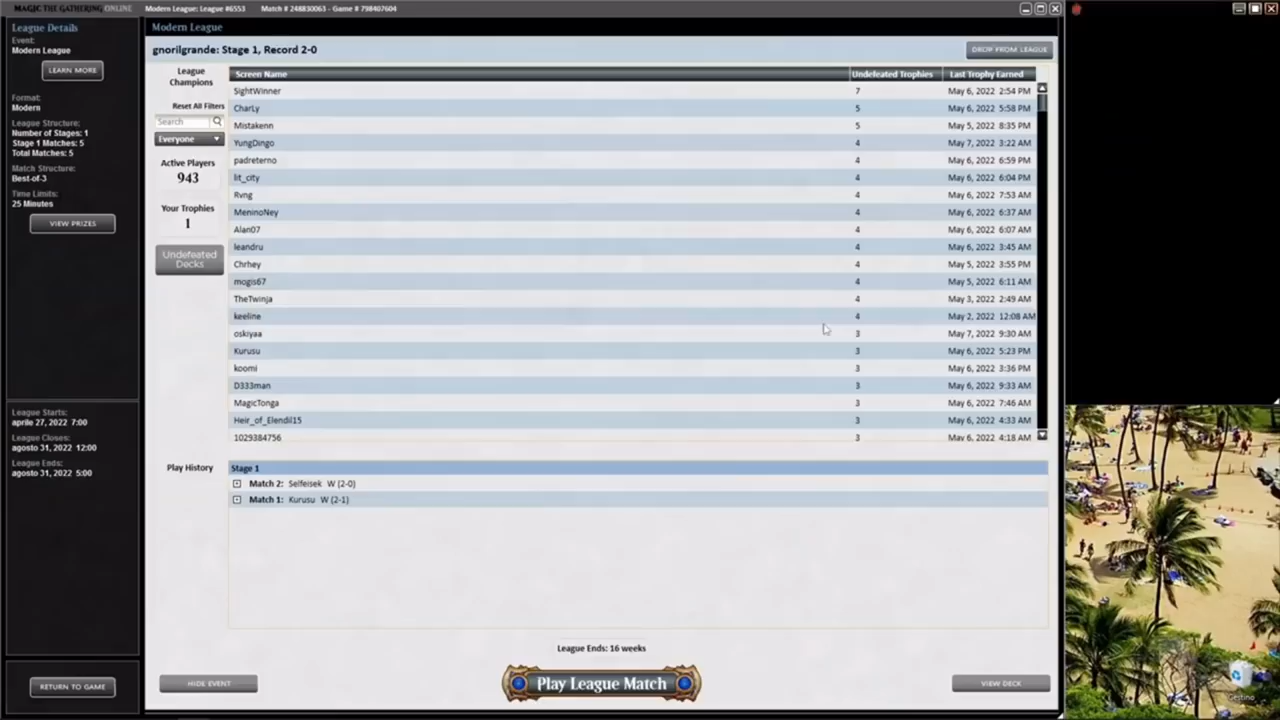 MAGIC THE GATHERING ONLINE
Modern League: League #6553
Match # 248830063 - Game # 798407604
League Details
Event:
Modern League
LEARN MORE
Format:
Modern
League Structure:
Number of Stages: 1
Stage 1 Matches: 5
Total Matches: 5
Match Structure:
Best-of-3
Time Limits:
25 Minutes
VIEW PRIZES
League Starts:
aprile 27, 2022 7:00
League Closes:
agosto 31, 2022 12:00
League Ends:
agosto 31, 2022 5:00
RETURN TO GAME
Modern League
gnorilgrande: Stage 1, Record 2-0
DROP FROM LEAGUE
League
Champions
Reset All Filters
Search
Everyone
Active Players
943
Your Trophies
1
Undefeated
Decks
Screen Name Undefeated Trophies Last Trophy Earned
SightWinner 7 May 6, 2022 2:54 PM
CharLy 5 May 6, 2022 5:58 PM
Mistakenn 5 May 5, 2022 8:35 PM
YungDingo 4 May 7, 2022 3:22 AM
padreterno 4 May 6, 2022 6:59 PM
lit_city 4 May 6, 2022 6:04 PM
Rvng 4 May 6, 2022 7:53 AM
MeninoNey 4 May 6, 2022 6:37 AM
Alan07 4 May 6, 2022 6:07 AM
leandru 4 May 6, 2022 3:45 AM
Chrhey 4 May 5, 2022 3:55 PM
mogis67 4 May 5, 2022 6:11 AM
TheTwinja 4 May 3, 2022 2:49 AM
keeline 4 May 2, 2022 12:08 AM
oskiyaa 3 May 7, 2022 9:30 AM
Kurusu 3 May 6, 2022 5:23 PM
koomi 3 May 6, 2022 3:36 PM
D333man 3 May 6, 2022 9:33 AM
MagicTonga 3 May 6, 2022 7:46 AM
Heir_of_Elendil15 3 May 6, 2022 4:33 AM
1029384756 3 May 6, 2022 4:18 AM
Play History
Stage 1
Match 2: Selfeisek W (2-0)
Match 1: Kurusu W (2-1)
League Ends: 16 weeks
HIDE EVENT
Play League Match
VIEW DECK
Cestino